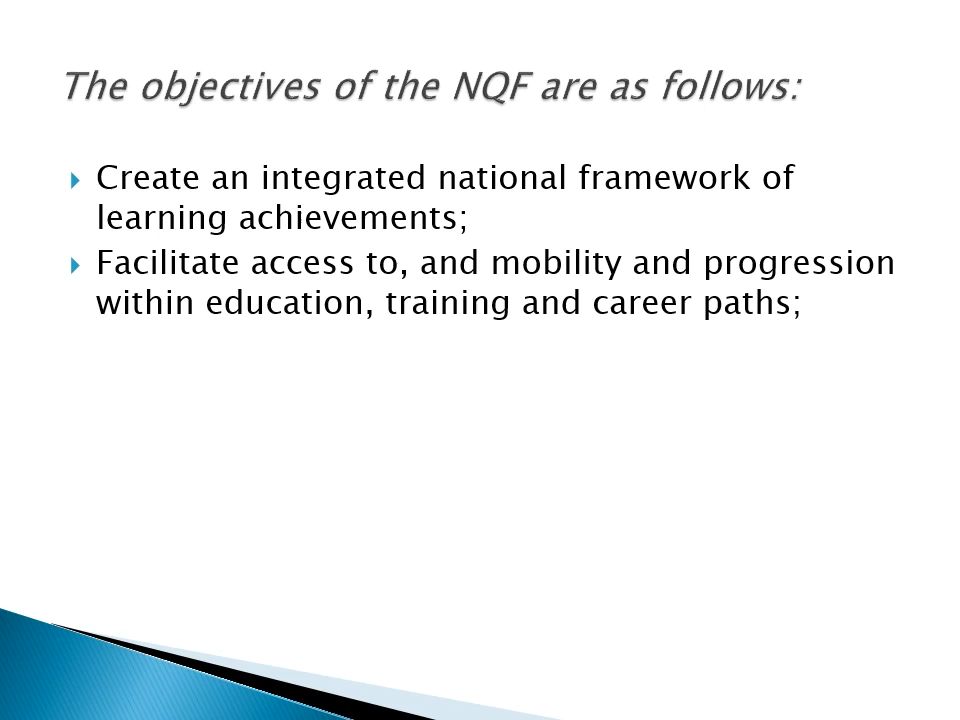 The objectives of the NQF are as follows:
Create an integrated national framework of
learning achievements;
Facilitate access to, and mobility and progression
within education, training and career paths;